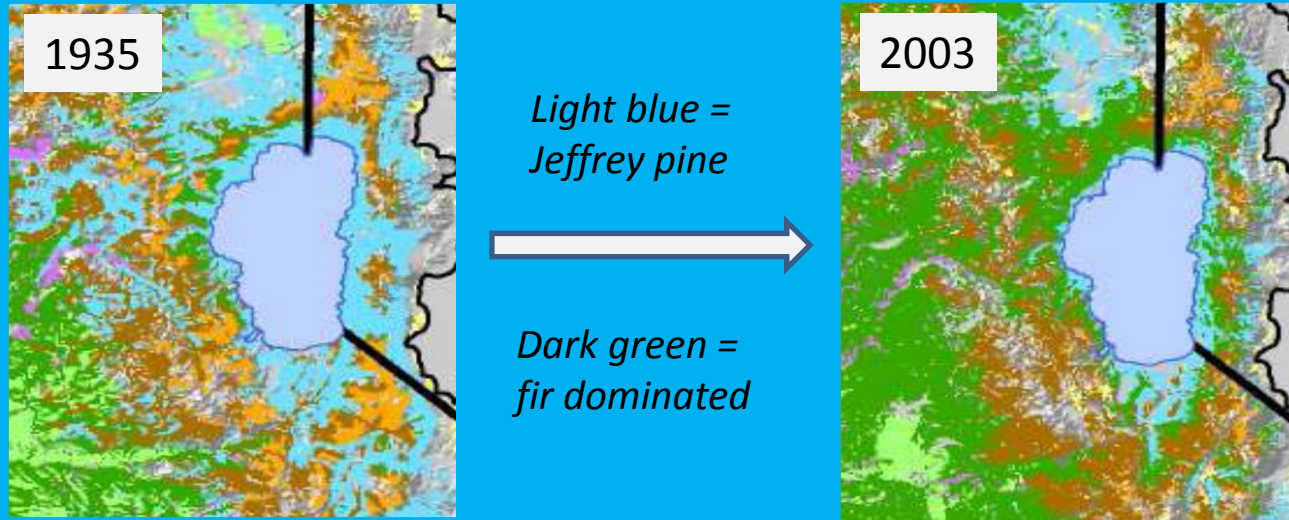 1935
Light blue =
Jeffrey pine
Dark green =
fir dominated
2003